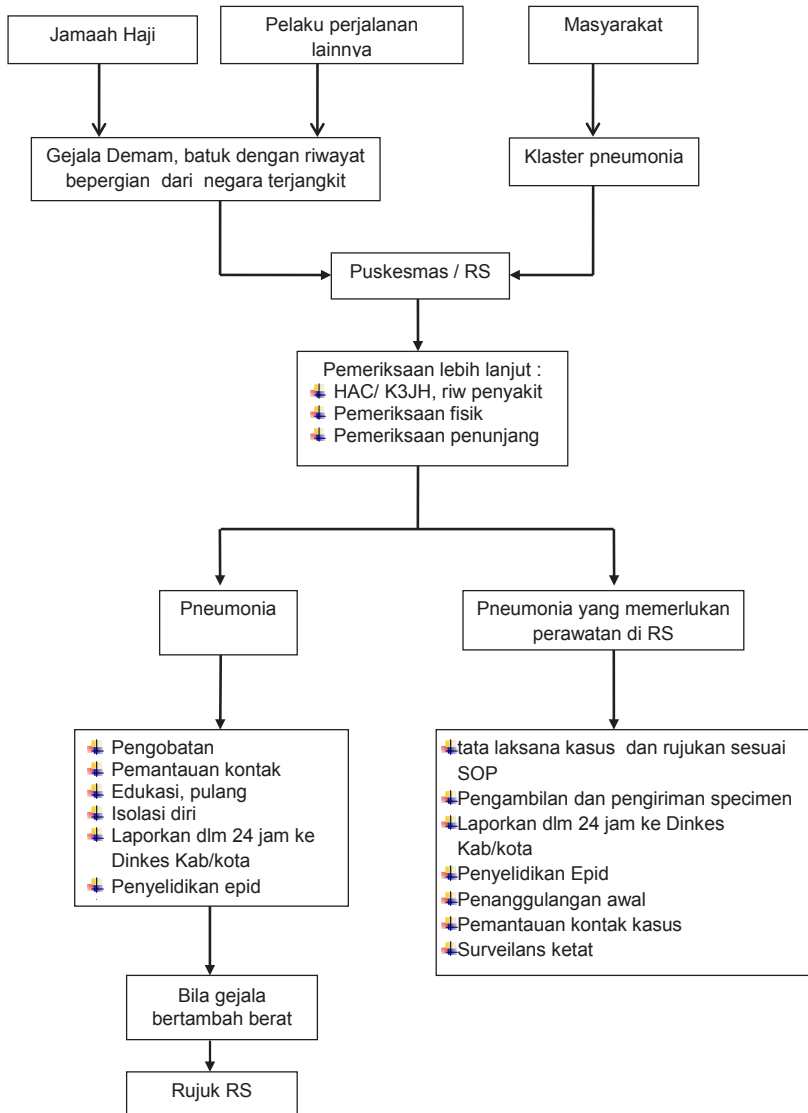 Jamaah Haji
Pelaku perjalanan
lainnya
Masyarakat
Gejala Demam, batuk dengan riwayat
bepergian dari negara terjangkit
Klaster pneumonia
Puskesmas / RS
Pemeriksaan lebih lanjut :
HAC/ K3JH, riw penyakit
Pemeriksaan fisik
Pemeriksaan penunjang
Pneumonia
Pneumonia yang memerlukan
perawatan di RS
Pengobatan
Pemantauan kontak
Edukasi, pulang
Isolasi diri
Laporkan dlm 24 jam ke
Dinkes Kab/kota
Penyelidikan epid
tata laksana kasus dan rujukan sesuai
SOP
Pengambilan dan pengiriman specimen
Laporkan dlm 24 jam ke Dinkes
Kab/kota
Penyelidikan Epid
Penanggulangan awal
Pemantauan kontak kasus
Surveilans ketat
Bila gejala
bertambah berat
Rujuk RS